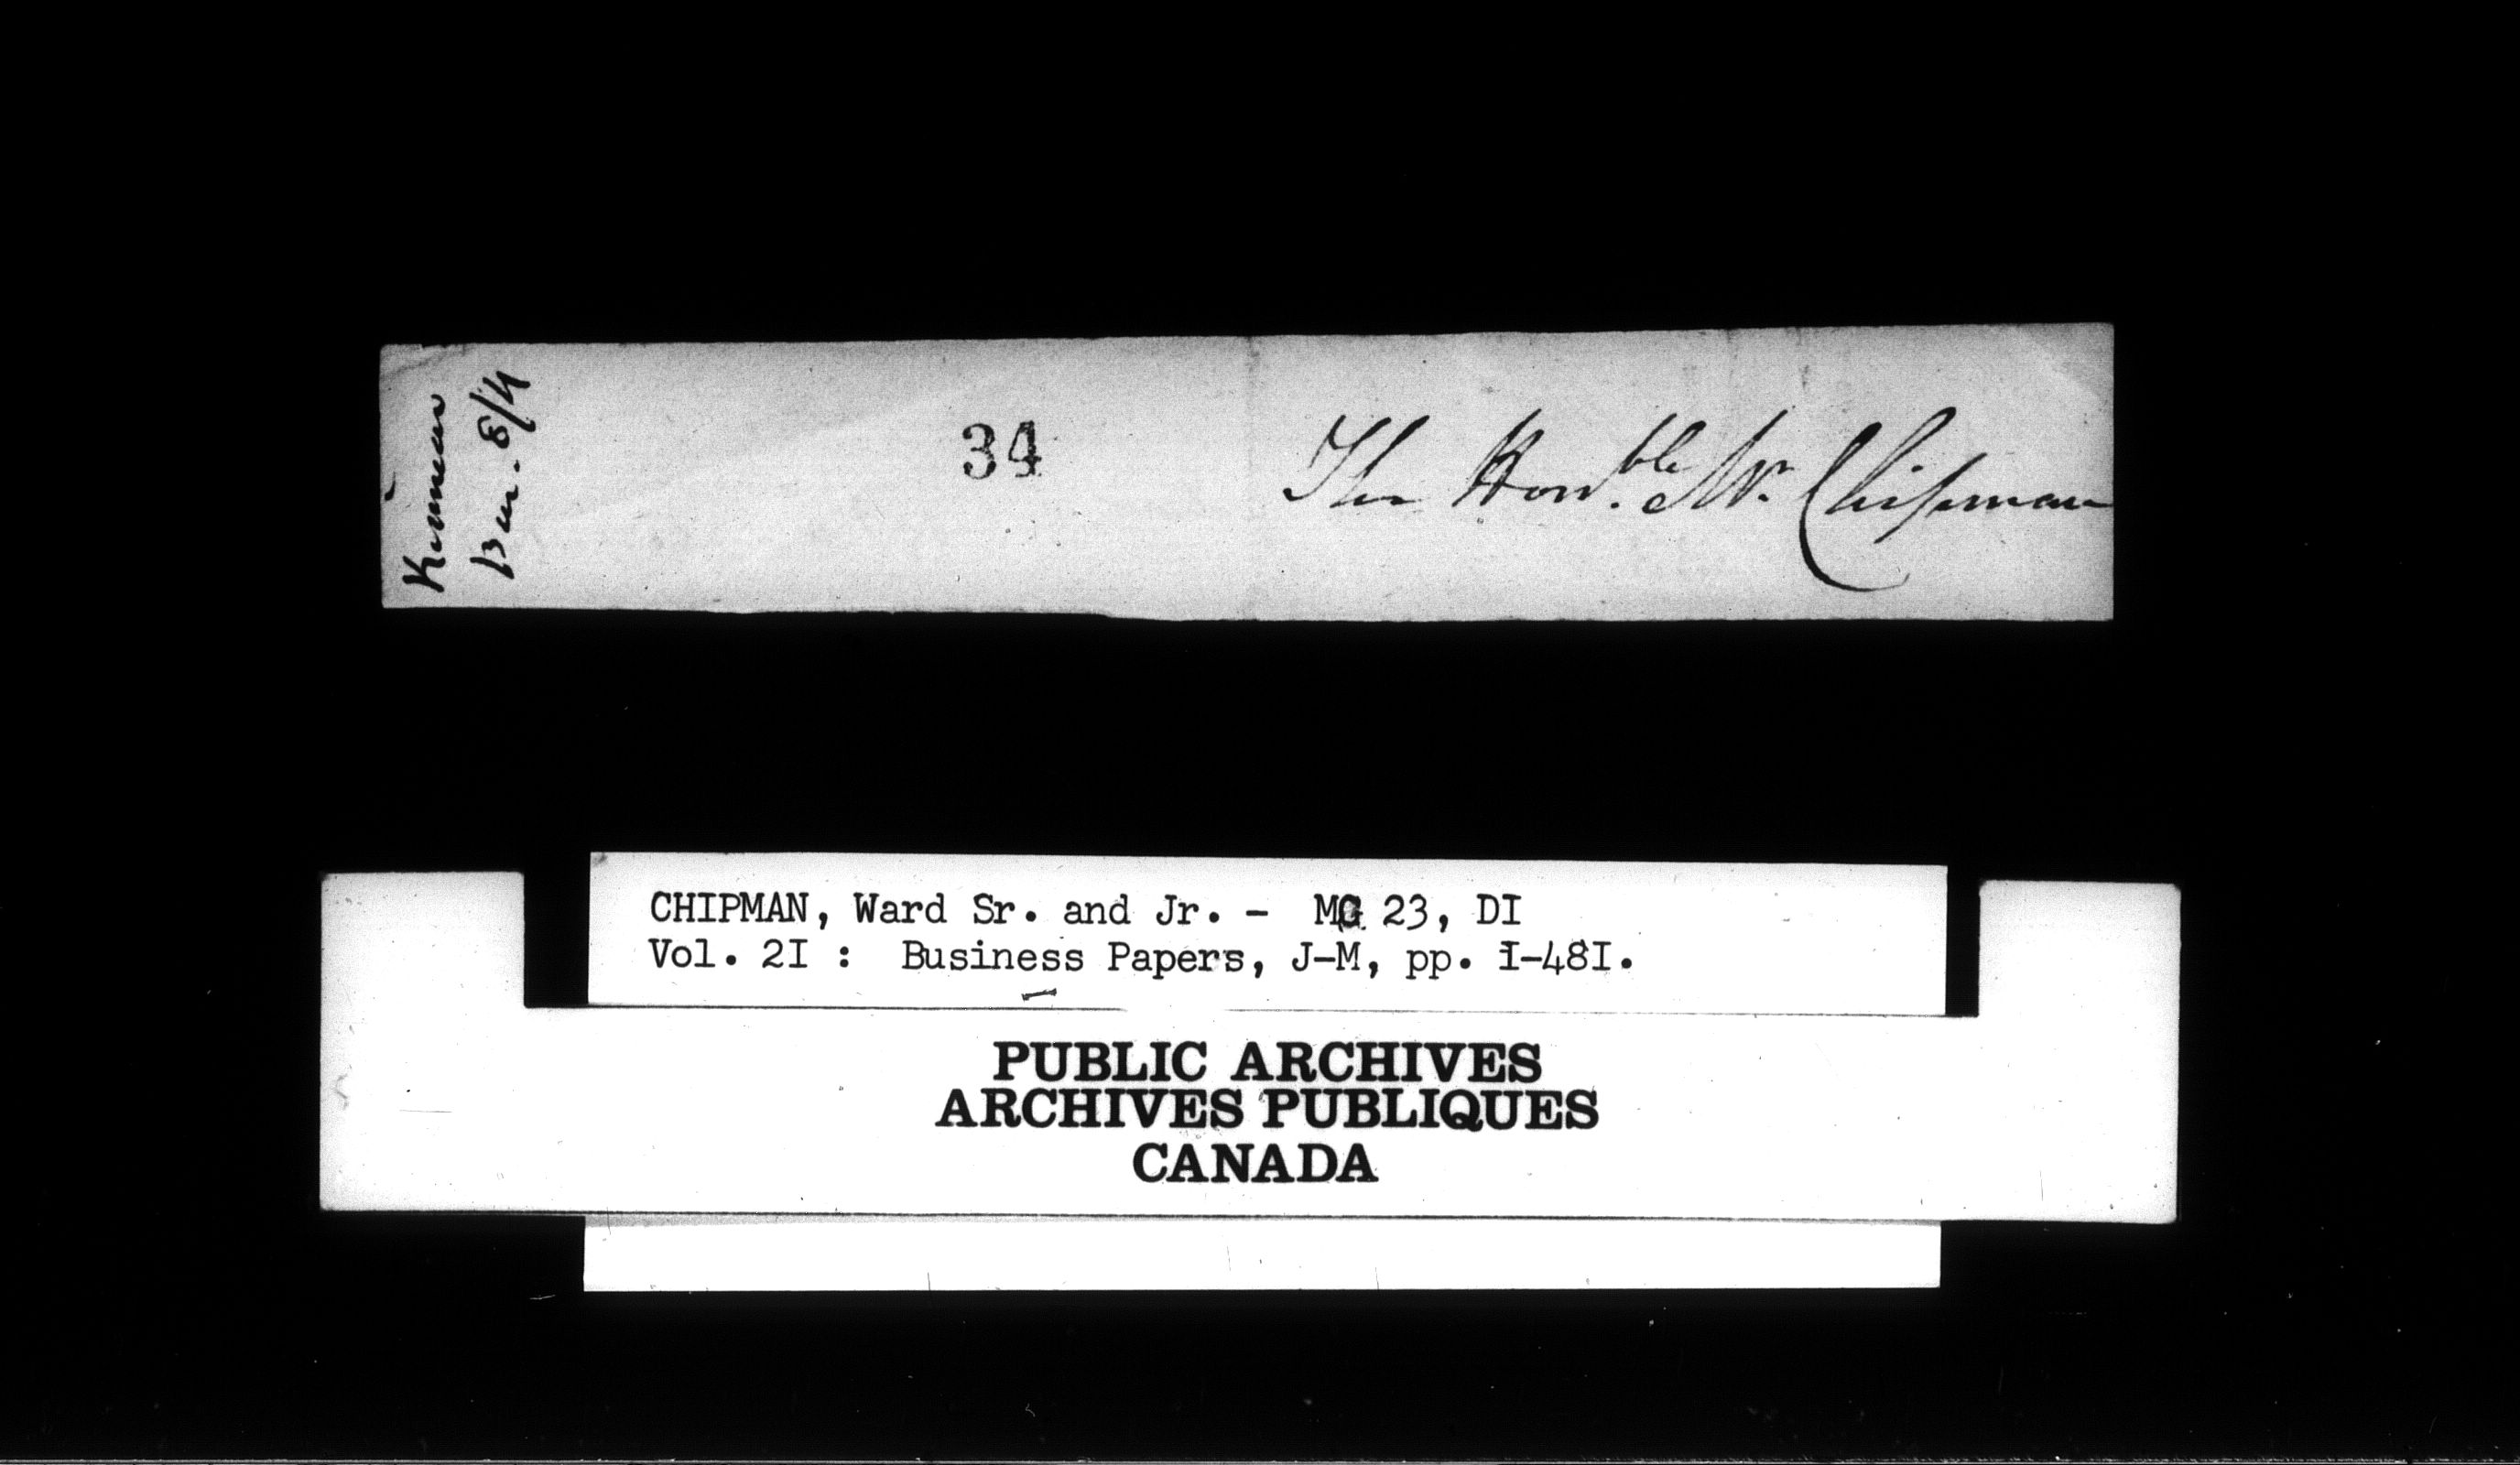 34
The Hon.ble Mr. Chipman
CHIPMAN, Ward Sr. and Jr. - MG 23, DI
Vol. 2I : Business Papers, J-M, pp. I-48I.
PUBLIC ARCHIVES
ARCHIVES PUBLIQUES
CANADA